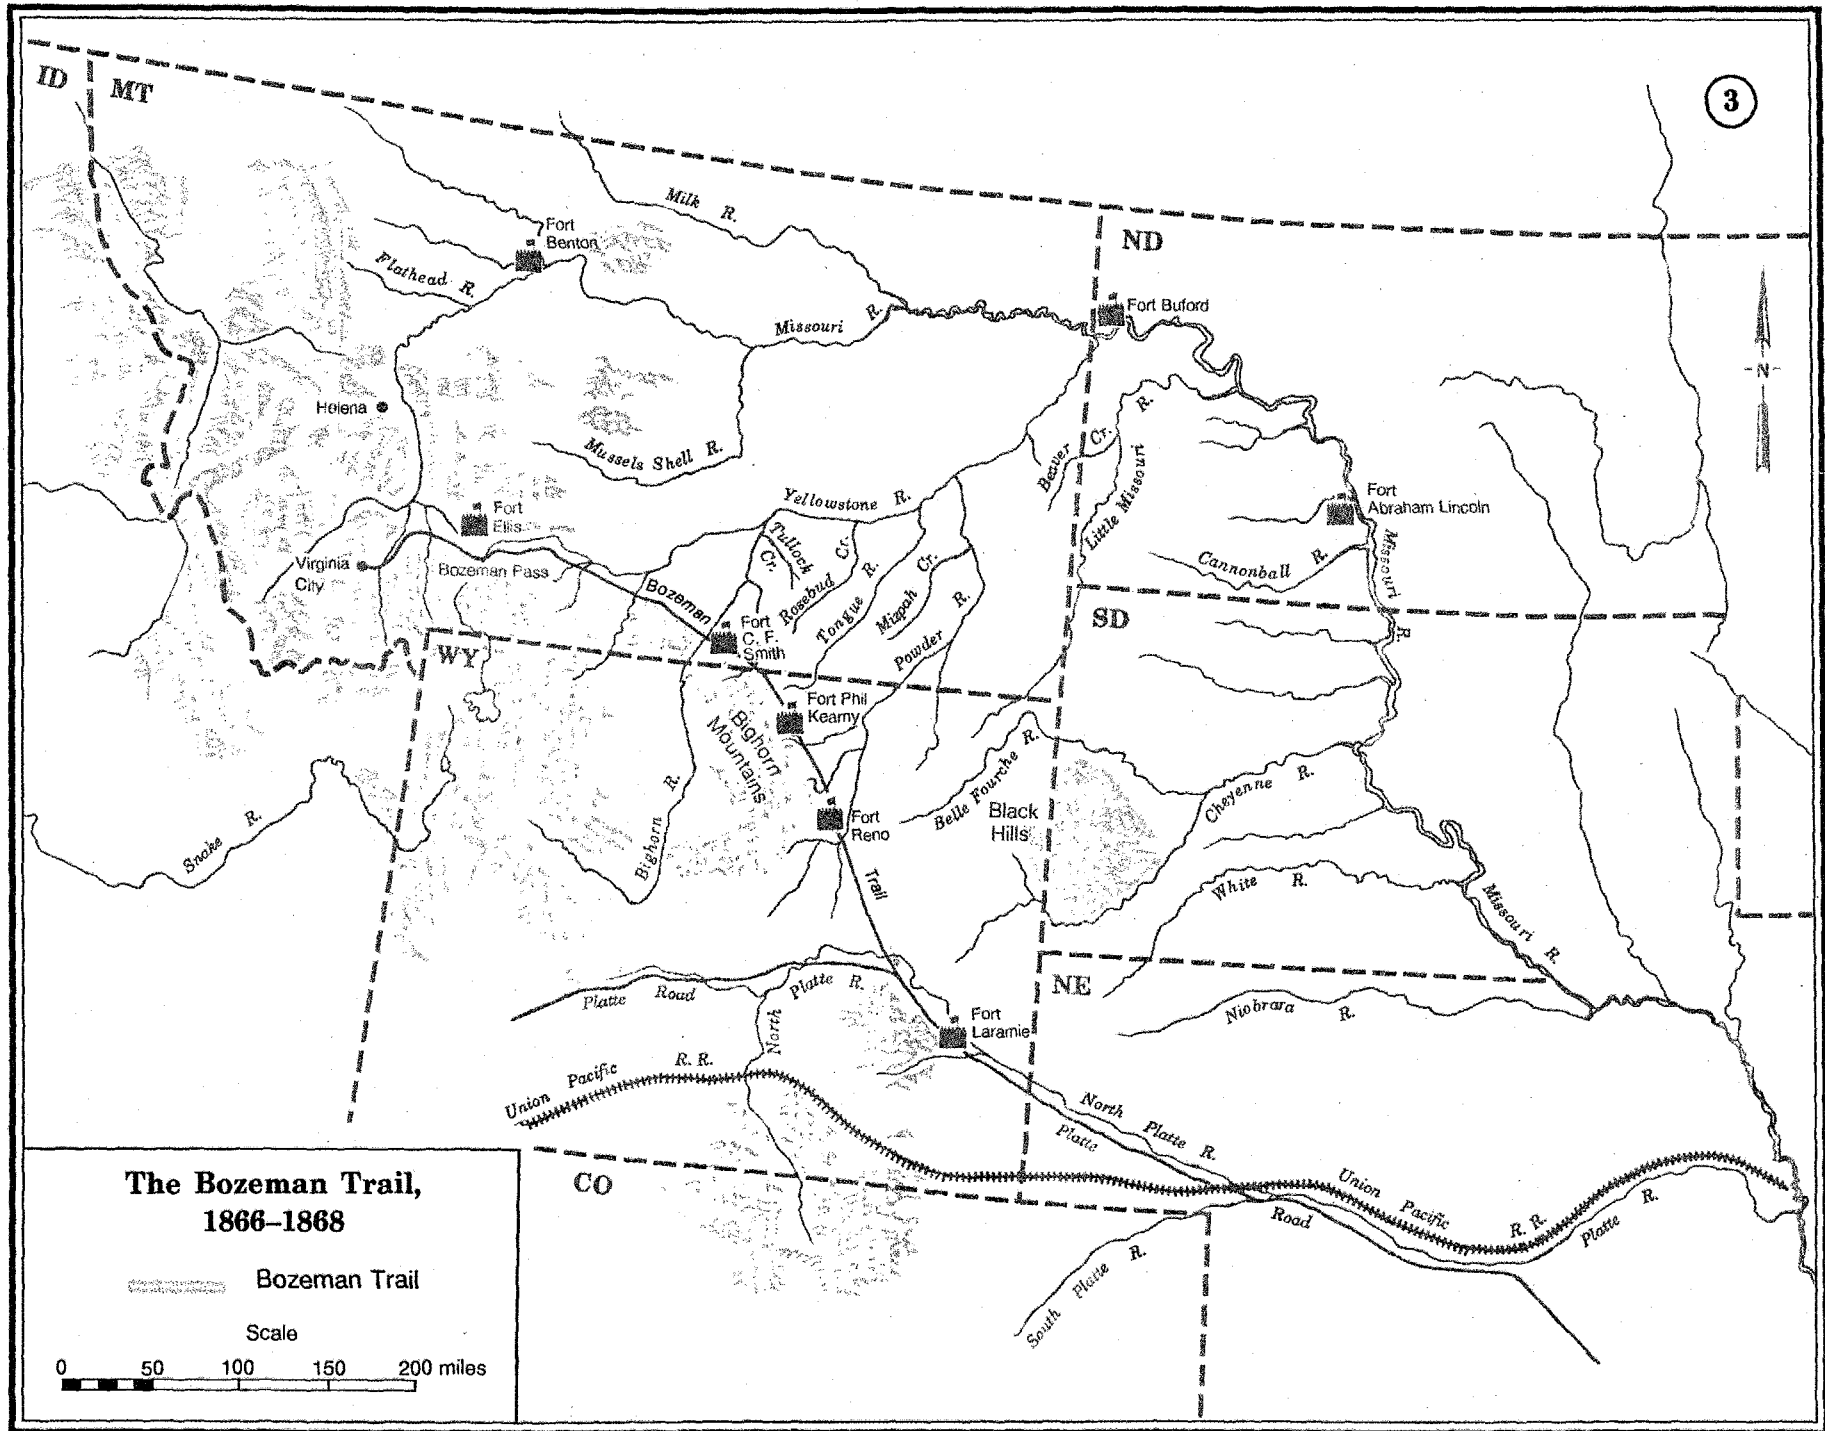 ID
MT
3
Milk R.
Fort
Benton
ND
Flathead R.
Fort Buford
Missouri R.
N
Helena
Mussels Shell R.
Beaver Cr.
R.
Little Missouri
Yellowstone R.
Fort
Abraham Lincoln
Fort
Ellis
Tullock
Cr.
Rosebud Cr.
Tongue R.
Mizpah Cr.
Powder R.
Cannonball R.
Missouri
R.
Virginia
City
Bozeman Pass
Bozeman
Fort
C. F.
Smith
SD
WY
Fort Phil
Kearny
Bighorn
Mountains
Belle Fourche R.
Cheyenne R.
Black
Hills
Bighorn R.
Fort
Reno
Snake R.
Trail
White R.
Missouri R.
NE
Platte Road
North
Platte R.
Niobrara R.
Fort
Laramie
Union Pacific R. R.
North Platte R.
Platte
Road
Union Pacific R. R.
Platte R.
CO
South Platte R.
The Bozeman Trail,
1866–1868
Bozeman Trail
Scale
0 50 100 150 200 miles